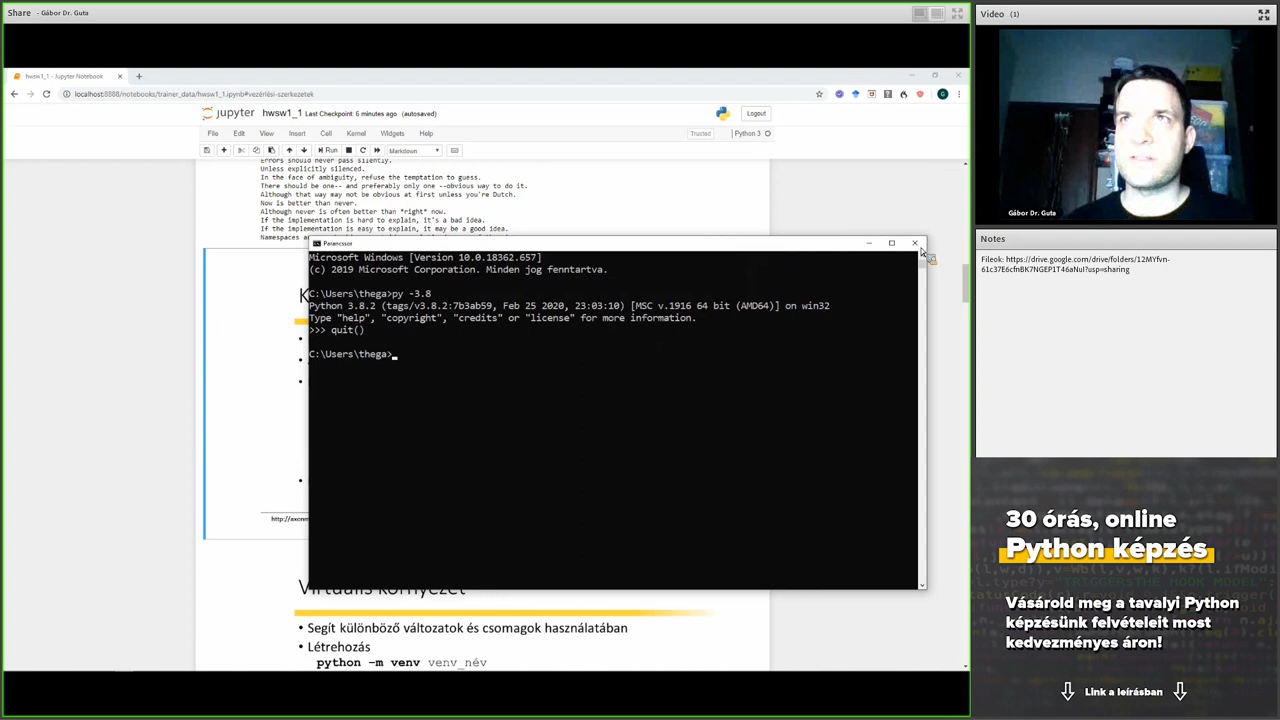 Share - Gábor Dr. Guta
hwsw1_1 - Jupyter Notebook
localhost:8888/notebooks/trainer_data/hwsw1_1.ipynb#vezérlési-szerkezetek
jupyter hwsw1_1 Last Checkpoint: 6 minutes ago (autosaved)
Logout
File Edit View Insert Cell Kernel Widgets Help
Trusted
Python 3
Run
Markdown
Errors should never pass silently.
Unless explicitly silenced.
In the face of ambiguity, refuse the temptation to guess.
There should be one-- and preferably only one --obvious way to do it.
Although that way may not be obvious at first unless you're Dutch.
Now is better than never.
Although never is often better than *right* now.
If the implementation is hard to explain, it's a bad idea.
If the implementation is easy to explain, it may be a good idea.
Namespaces
Parancssor
Microsoft Windows [Version 10.0.18362.657]
(c) 2019 Microsoft Corporation. Minden jog fenntartva.
C:\Users\thega>py -3.8
Python 3.8.2 (tags/v3.8.2:7b3ab59, Feb 25 2020, 23:03:10) [MSC v.1916 64 bit (AMD64)] on win32
Type "help", "copyright", "credits" or "license" for more information.
>>> quit()
C:\Users\thega>
K
Virtuális környezet
• Segít különböző változatok és csomagok használatában
• Létrehozás
python -m venv venv_név
Video (1)
Gábor Dr. Guta
Notes
Fileok: https://drive.google.com/drive/folders/12MYfvn-
61c37E6cfnBK7NGEP1T46aNuI?usp=sharing
30 órás, online
Python képzés
Vásárold meg a tavalyi Python
képzésünk felvételeit most
kedvezményes áron!
Link a leírásban